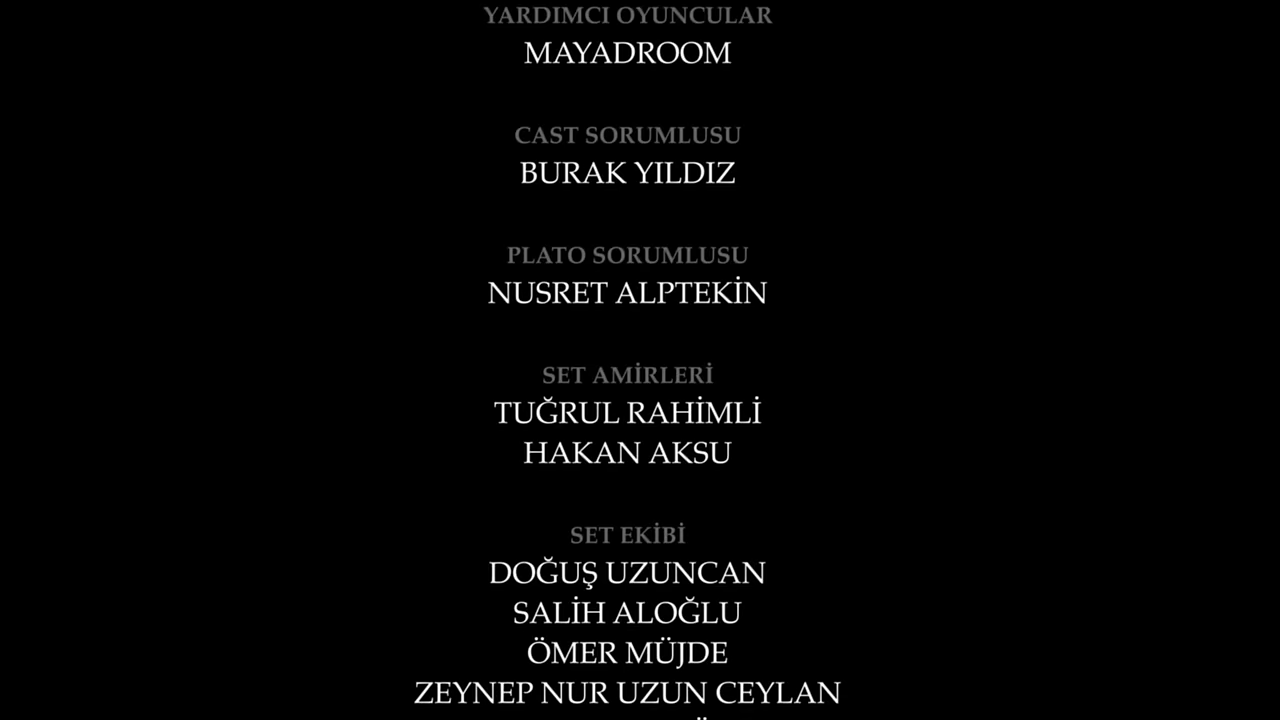 YARDIMCI OYUNCULAR
MAYADROOM
CAST SORUMLUSU
BURAK YILDIZ
PLATO SORUMLUSU
NUSRET ALPTEKİN
SET AMİRLERİ
TUĞRUL RAHİMLİ
HAKAN AKSU
SET EKİBİ
DOĞUŞ UZUNCAN
SALİH ALOĞLU
ÖMER MÜJDE
ZEYNEP NUR UZUN CEYLAN